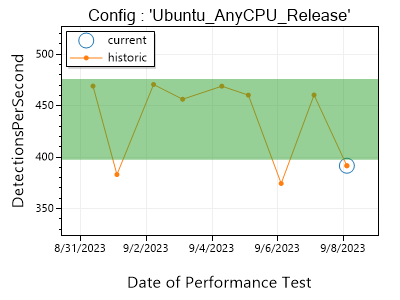 Config : 'Ubuntu_AnyCPU_Release'
current
historic
DetectionsPerSecond
500
450
400
350
8/31/2023
9/2/2023
9/4/2023
9/6/2023
9/8/2023
Date of Performance Test